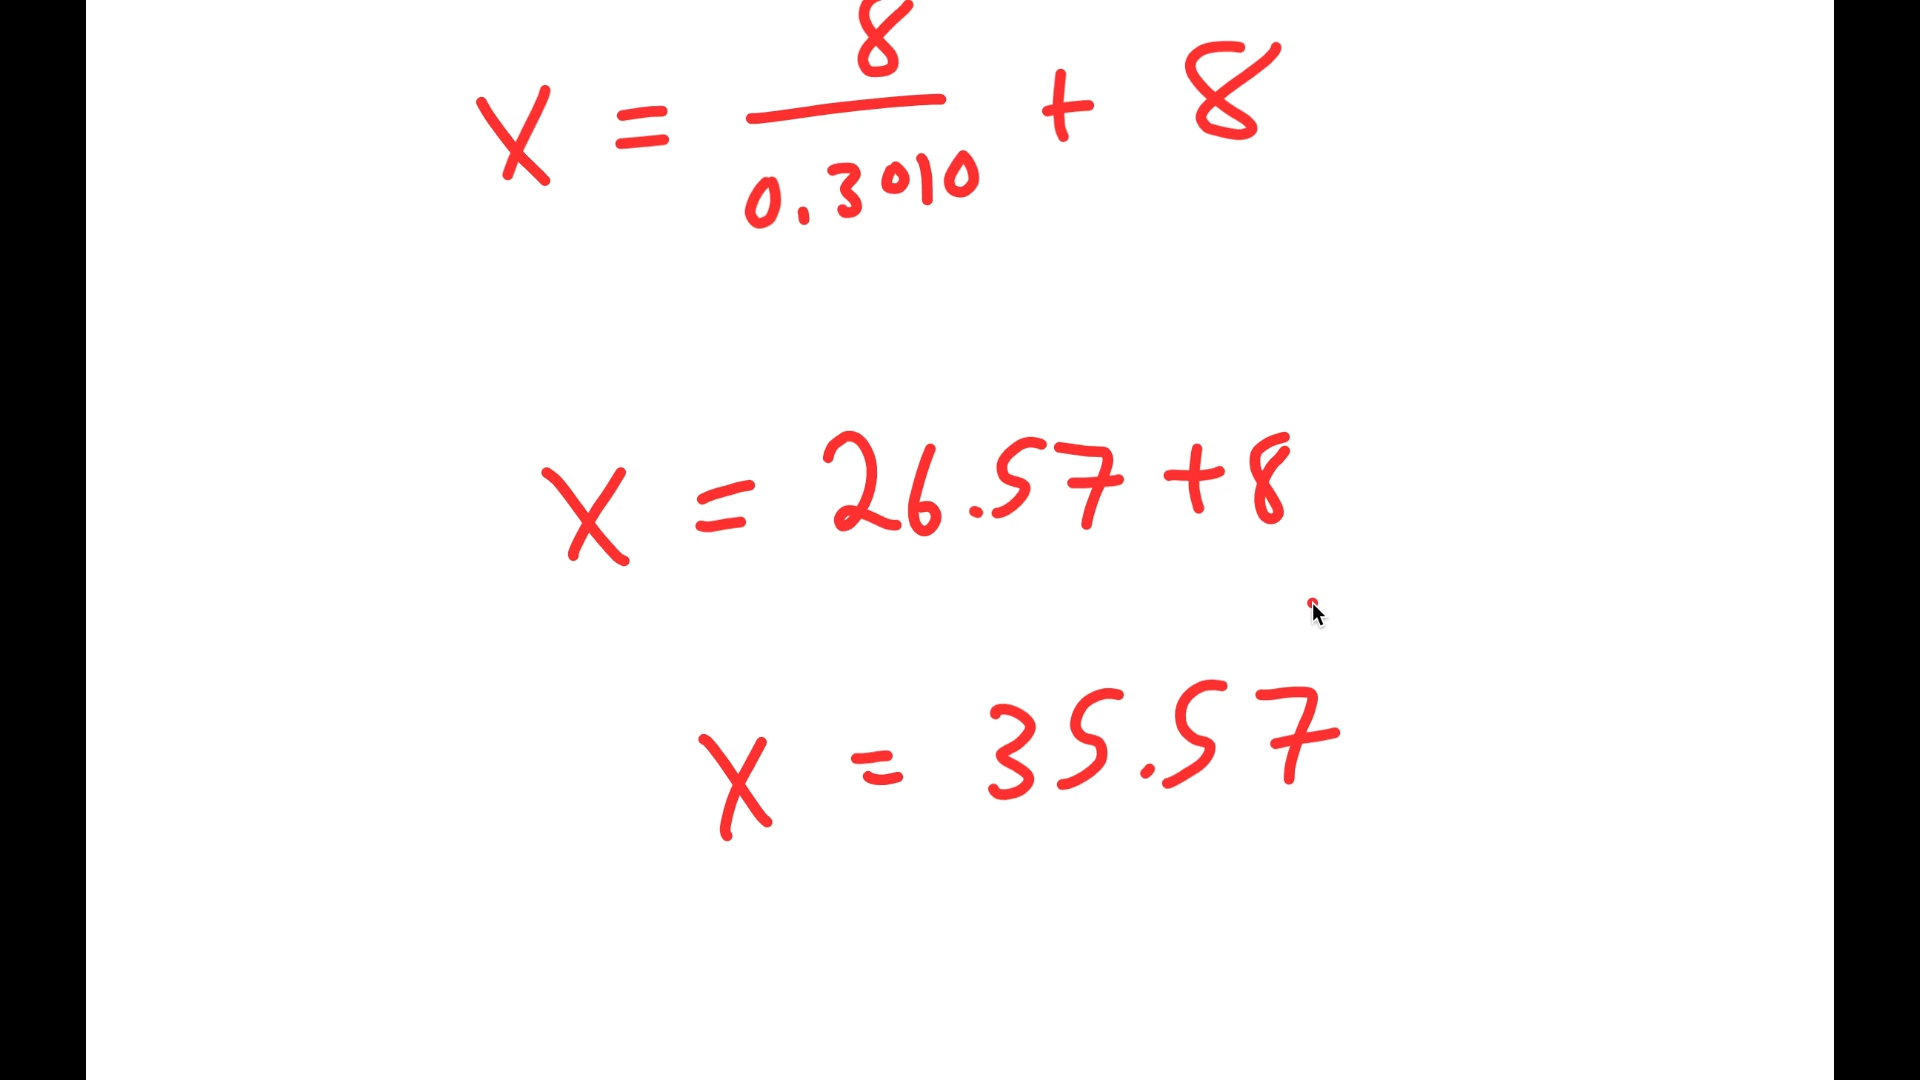 x = 8/0.3010 + 8
x = 26.57 + 8
x = 35.57